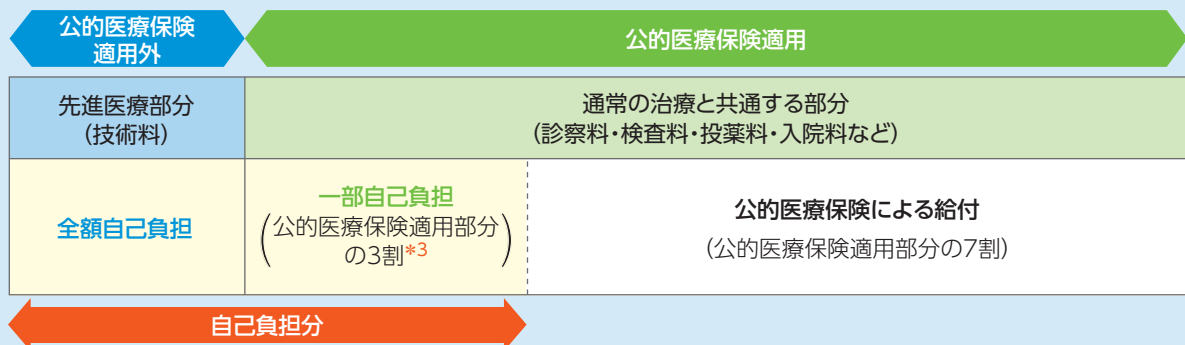 公的医療保険
適用外
公的医療保険適用
先進医療部分
（技術料）
通常の治療と共通する部分
（診察料・検査料・投薬料・入院料など）
全額自己負担
一部自己負担
（公的医療保険適用部分
の3割*3）
公的医療保険による給付
（公的医療保険適用部分の7割）
自己負担分